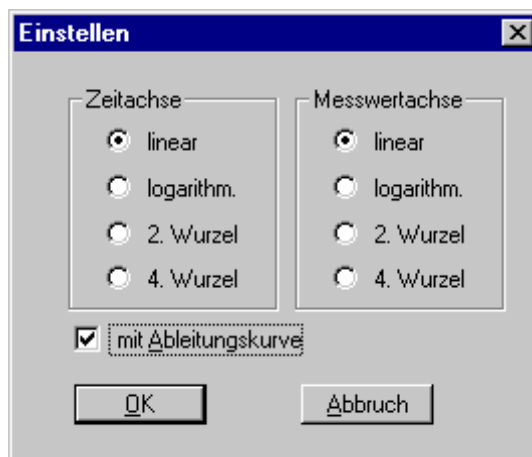 Einstellen
Zeitachse
linear
logarithm.
2. Wurzel
4. Wurzel
Messwertachse
linear
logarithm.
2. Wurzel
4. Wurzel
mit Ableitungskurve
OK
Abbruch